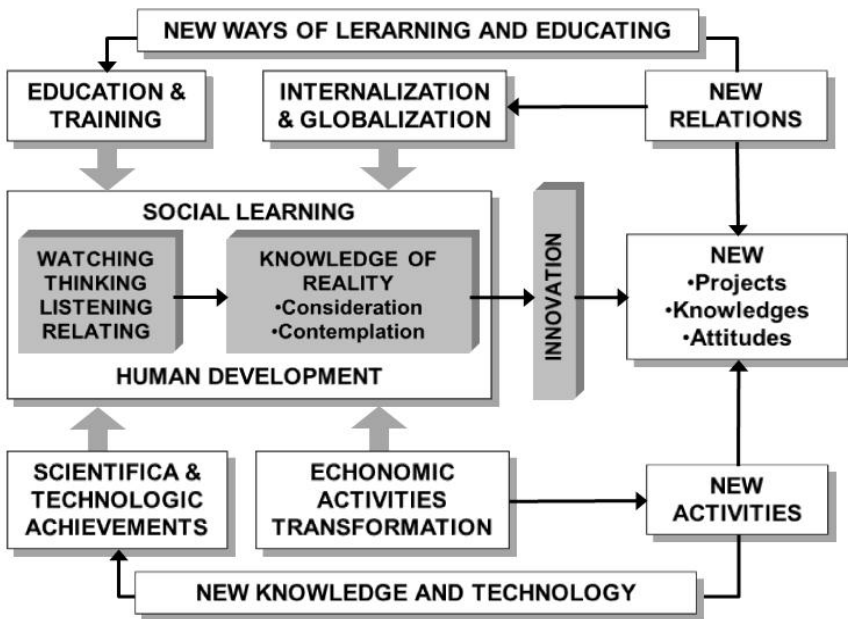 NEW WAYS OF LERARNING AND EDUCATING
EDUCATION &
TRAINING
INTERNALIZATION
& GLOBALIZATION
NEW
RELATIONS
SOCIAL LEARNING
WATCHING
THINKING
LISTENING
RELATING
KNOWLEDGE OF
REALITY
•Consideration
•Contemplation
HUMAN DEVELOPMENT
INNOVATION
NEW
•Projects
•Knowledges
•Attitudes
SCIENTIFICA &
TECHNOLOGIC
ACHIEVEMENTS
ECHONOMIC
ACTIVITIES
TRANSFORMATION
NEW
ACTIVITIES
NEW KNOWLEDGE AND TECHNOLOGY